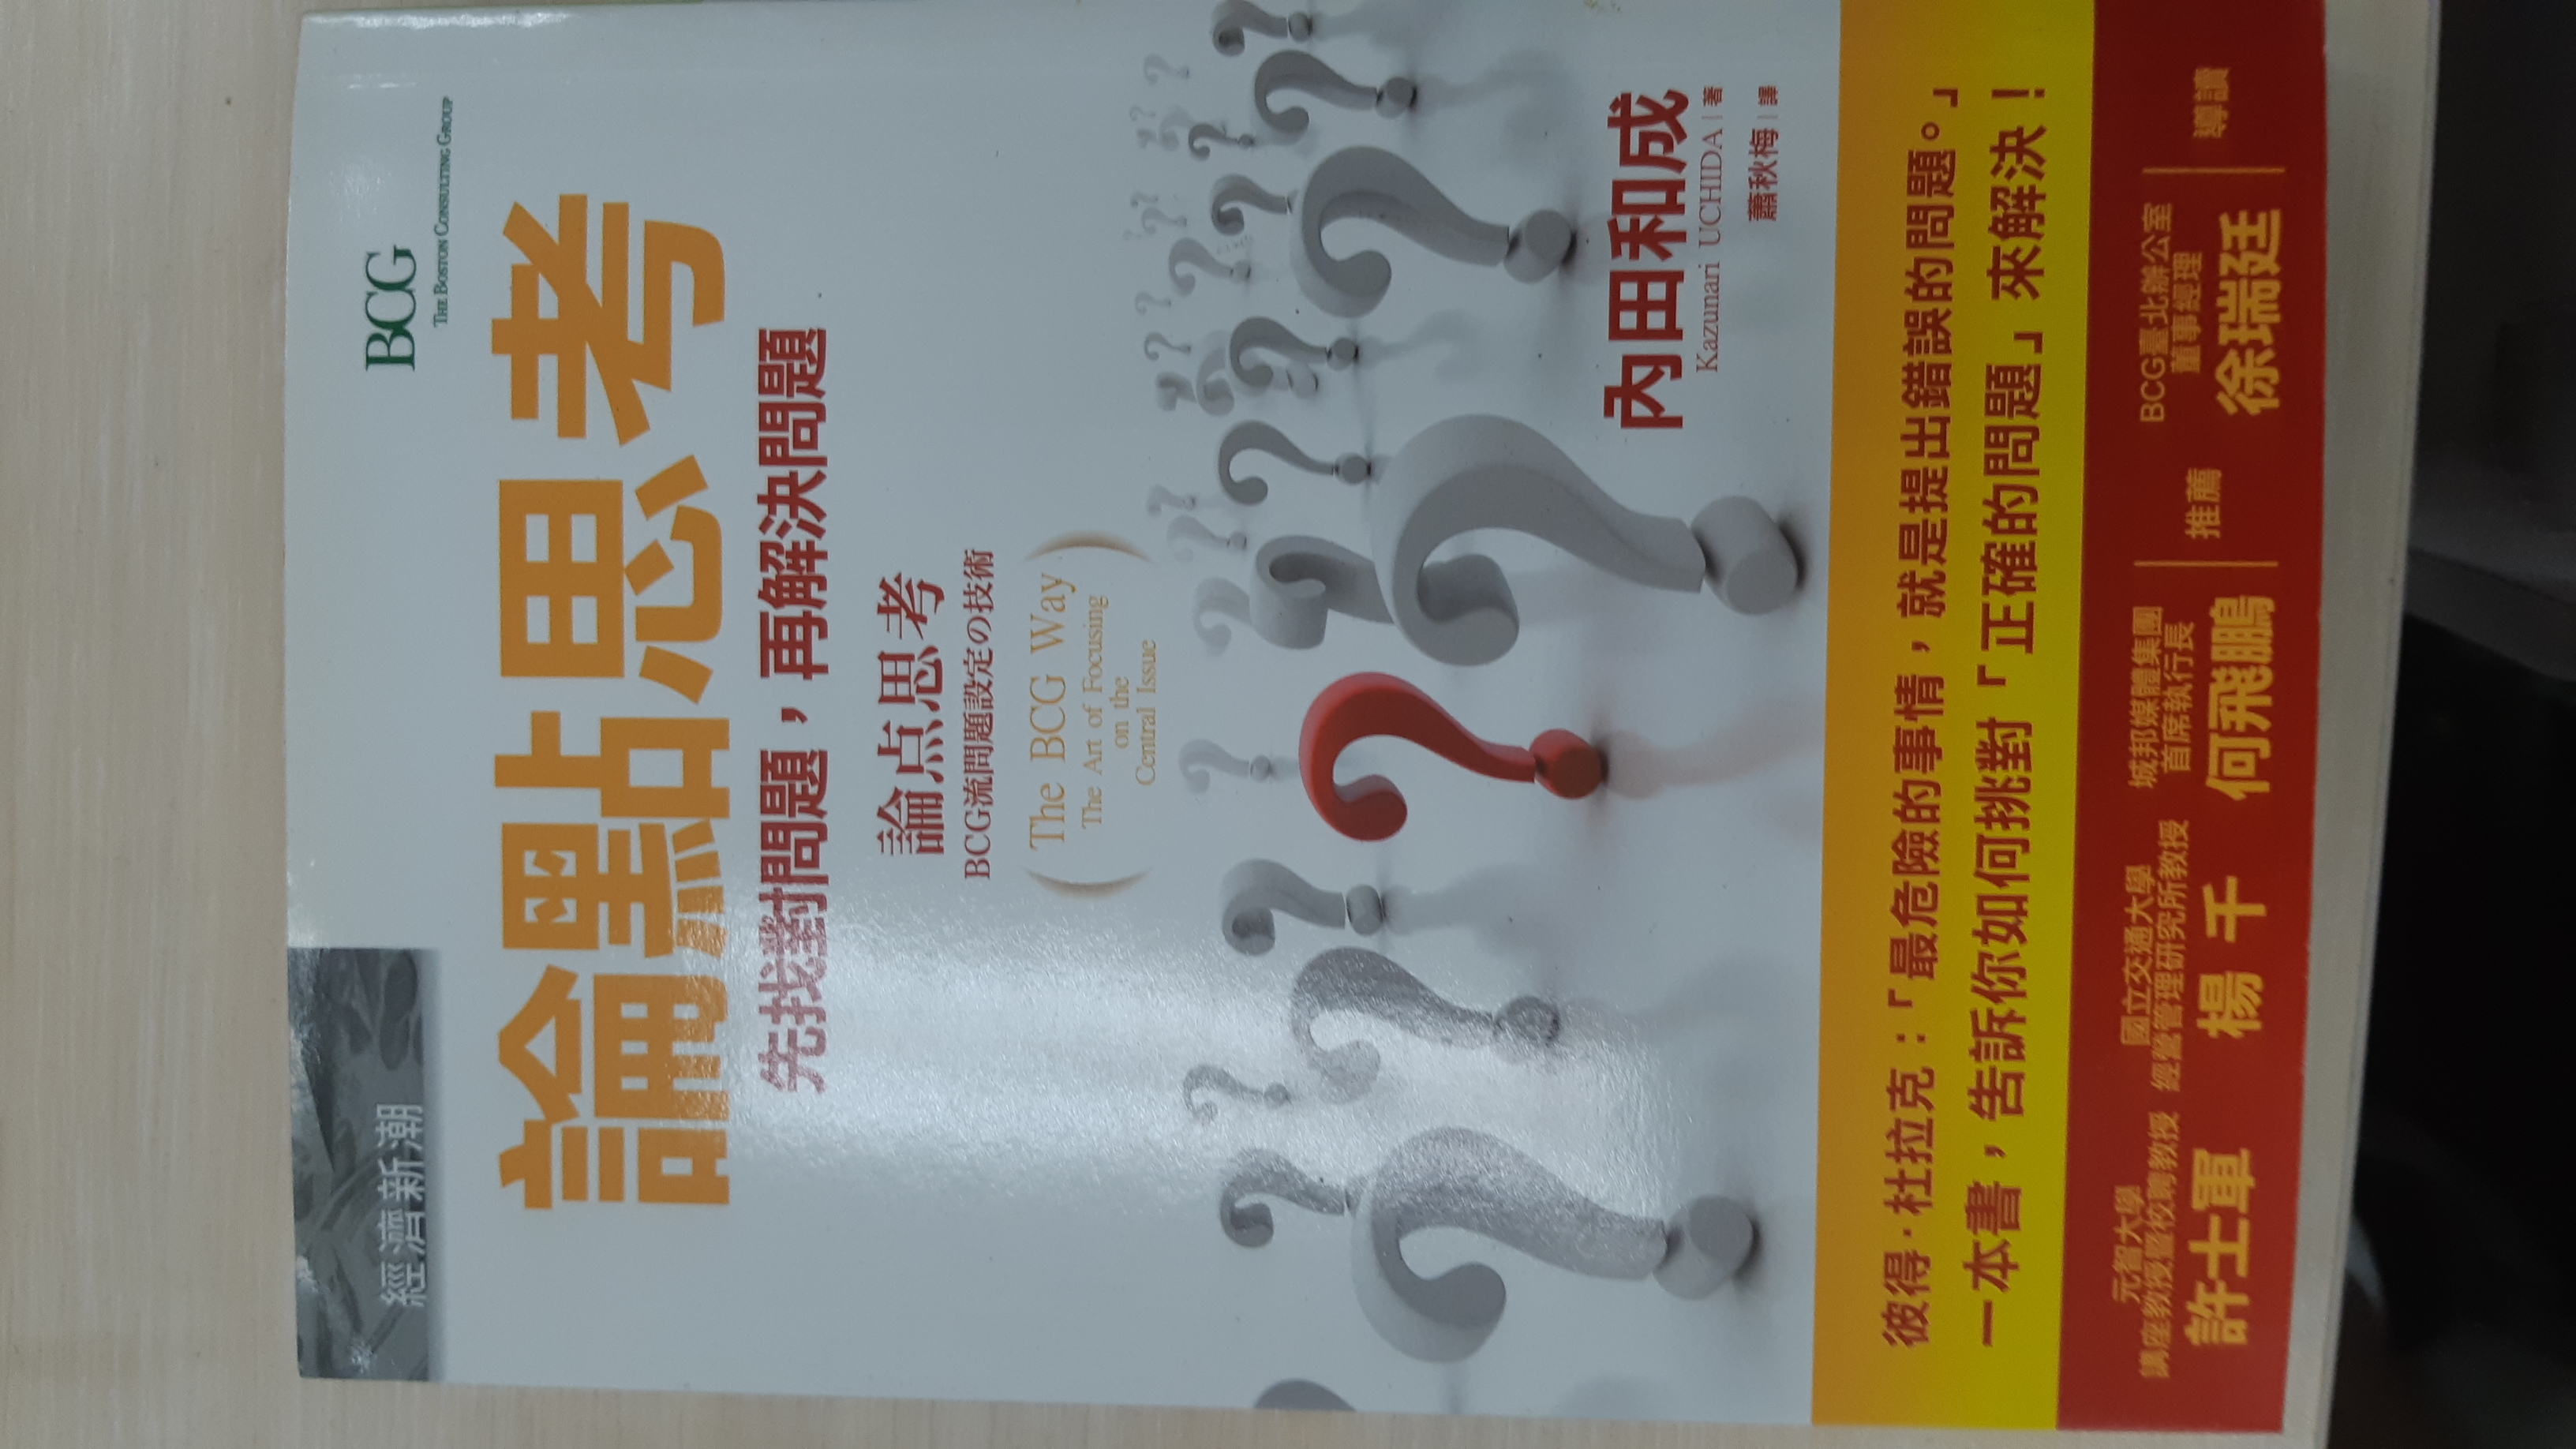 經濟新潮
BCG
THE BOSTON CONSULTING GROUP
論點思考
先找對問題，再解決問題
論点思考
BCG流問題設定の技術
The BCG Way
The Art of Focusing
on the
Central Issue
內田和成
Kazunari UCHIDA 著
蕭秋梅 譯
彼得·杜拉克：「最危險的事情，就是提出錯誤的問題。」
一本書，告訴你如何挑對「正確的問題」來解決！
元智大學
講座教授暨校聘教授
許士軍
國立交通大學
經營管理研究所教授
楊千
城邦媒體集團
首席執行長
何飛鵬
推薦
BCG臺北辦公室
董事經理
徐瑞廷
導讀